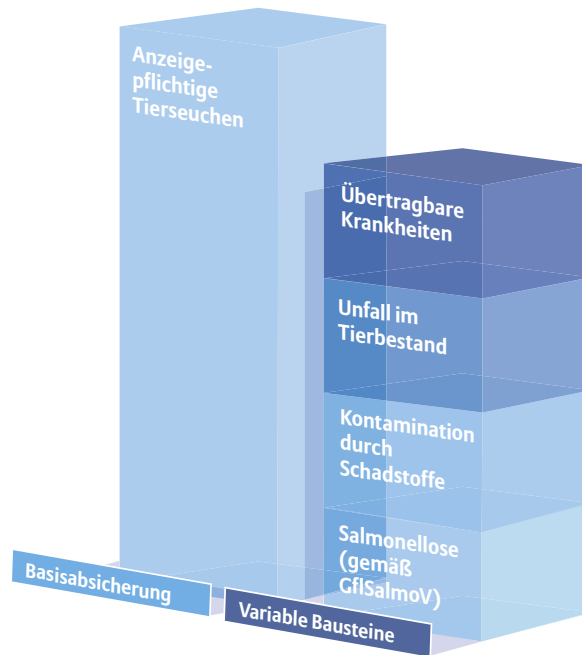 Anzeige-
pflichtige
Tierseuchen
Übertragbare
Krankheiten
Unfall im
Tierbestand
Kontamination
durch
Schadstoffe
Salmonellose
(gemäß
GflSalmoV)
Basisabsicherung
Variable Bausteine